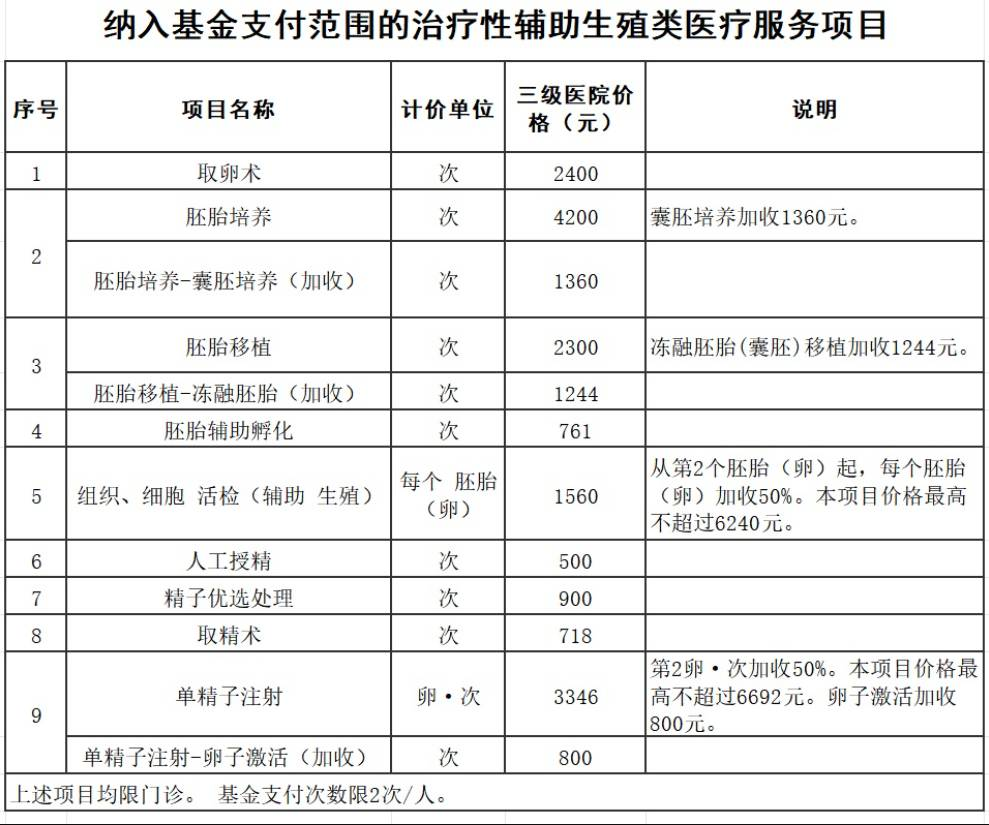 纳入基金支付范围的治疗性辅助生殖类医疗服务项目
序号 项目名称 计价单位 三级医院价格（元） 说明
1 取卵术 次 2400
2 胚胎培养 次 4200 囊胚培养加收1360元。
胚胎培养-囊胚培养（加收） 次 1360
3 胚胎移植 次 2300 冻融胚胎(囊胚)移植加收1244元。
胚胎移植-冻融胚胎（加收） 次 1244
4 胚胎辅助孵化 次 761
5 组织、细胞 活检（辅助 生殖） 每个 胚胎（卵） 1560 从第2个胚胎（卵）起，每个胚胎（卵）加收50%。本项目价格最高不超过6240元。
6 人工授精 次 500
7 精子优选处理 次 900
8 取精术 次 718
9 单精子注射 卵·次 3346 第2卵·次加收50%。本项目价格最高不超过6692元。卵子激活加收800元。
单精子注射-卵子激活（加收） 次 800
上述项目均限门诊。 基金支付次数限2次/人。